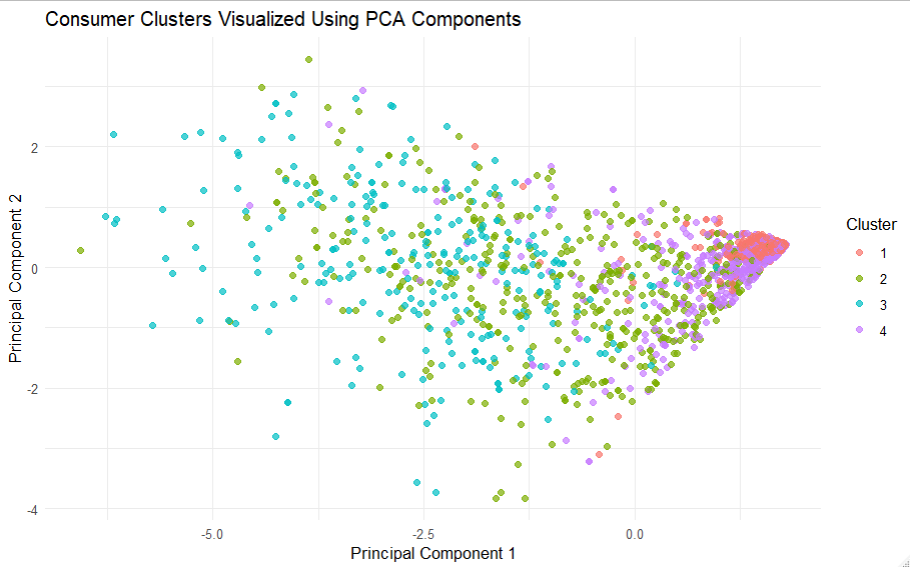 Consumer Clusters Visualized Using PCA Components
Principal Component 2
2
0
-2
-4
-5.0
-2.5
0.0
Principal Component 1
Cluster
1
2
3
4